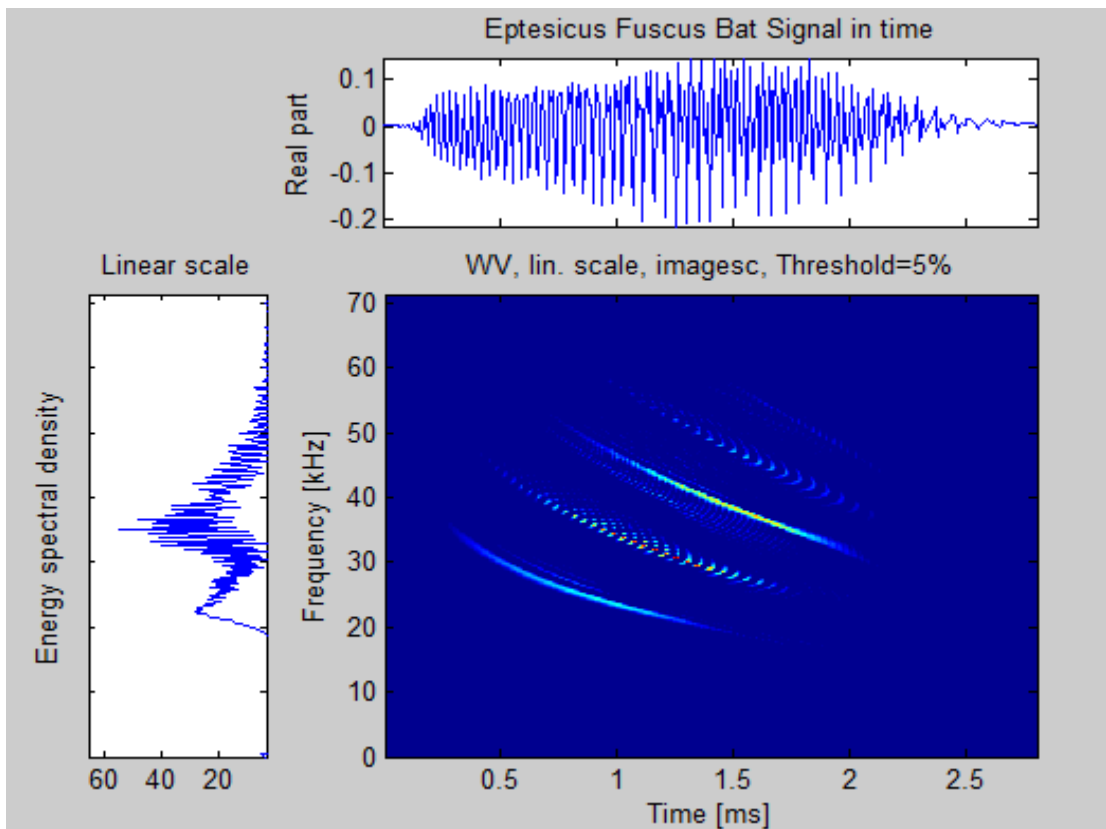 Eptesicus Fuscus Bat Signal in time
0.1
0
-0.1
-0.2
Real part
Linear scale
Energy spectral density
60 40 20
WV, lin. scale, imagesc, Threshold=5%
70
60
50
40
30
20
10
0
Frequency [kHz]
0.5 1 1.5 2 2.5
Time [ms]